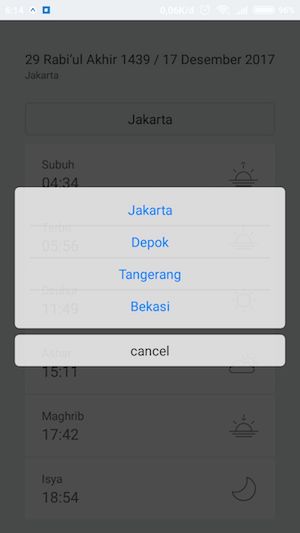 6:14 0,06K/d 96%
29 Rabi'ul Akhir 1439 / 17 Desember 2017
Jakarta
Jakarta
Subuh
04:34
Jakarta
Terbit
05:56
Depok
Tangerang
Dzuhur
11:49
Bekasi
cancel
Ashar
15:11
Maghrib
17:42
Isya
18:54